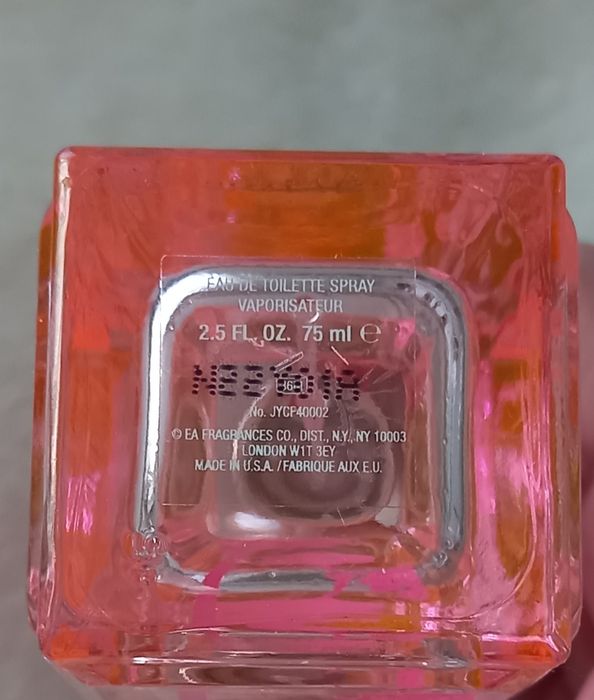 EAU DE TOILETTE SPRAY
VAPORISATEUR
2.5 FL. OZ. 75 ml ℮
36M
No. JYCF40002
© EA FRAGRANCES CO., DIST., N.Y., NY 10003
LONDON W1T 3EY
MADE IN U.S.A. / FABRIQUE AUX E.U.